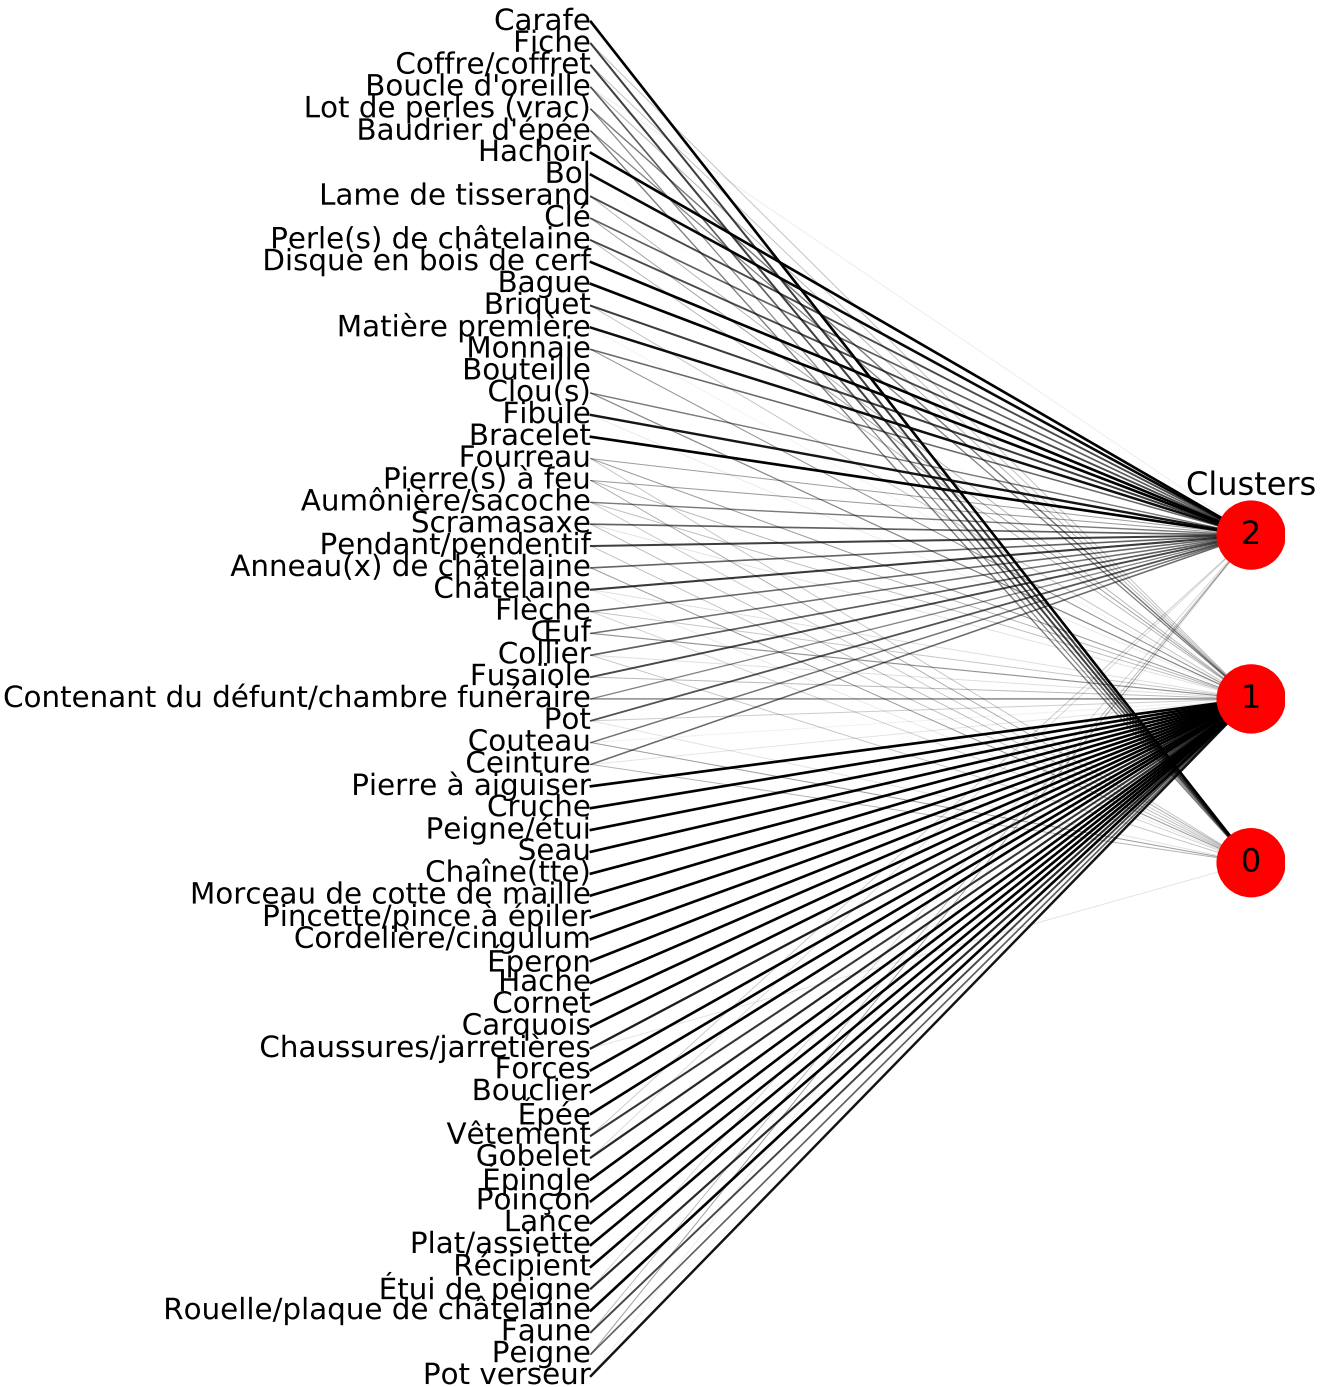 Carafe
Fiche
Coffre/coffret
Boucle d'oreille
Lot de perles (vrac)
Baudrier d'épée
Hachoir
Bol
Lame de tisserand
Clé
Perle(s) de châtelaine
Disque en bois de cerf
Bague
Briquet
Matière première
Monnaie
Bouteille
Clou(s)
Fibule
Bracelet
Fourreau
Pierre(s) à feu
Aumônière/sacoche
Scramasaxe
Pendant/pendentif
Anneau(x) de châtelaine
Châtelaine
Flèche
Œuf
Collier
Fusaïole
Contenant du défunt/chambre funéraire
Pot
Couteau
Ceinture
Pierre à aiguiser
Cruche
Peigne/étui
Seau
Chaîne(tte)
Morceau de cotte de maille
Pincette/pince à épiler
Cordelière/cingulum
Éperon
Hache
Cornet
Carquois
Chaussures/jarretières
Forces
Bouclier
Épée
Vêtement
Gobelet
Epingle
Poinçon
Lance
Plat/assiette
Récipient
Étui de peigne
Rouelle/plaque de châtelaine
Faune
Peigne
Pot verseur
Clusters
2
1
0